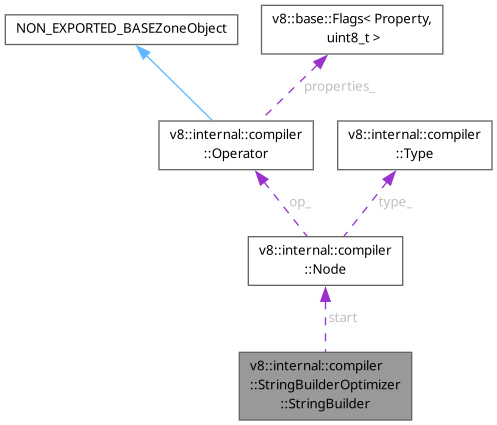 NON_EXPORTED_BASEZoneObject
v8::base::Flags< Property,
uint8_t >
properties_
v8::internal::compiler
::Operator
v8::internal::compiler
::Type
op_
type_
v8::internal::compiler
::Node
start
v8::internal::compiler
::StringBuilderOptimizer
::StringBuilder